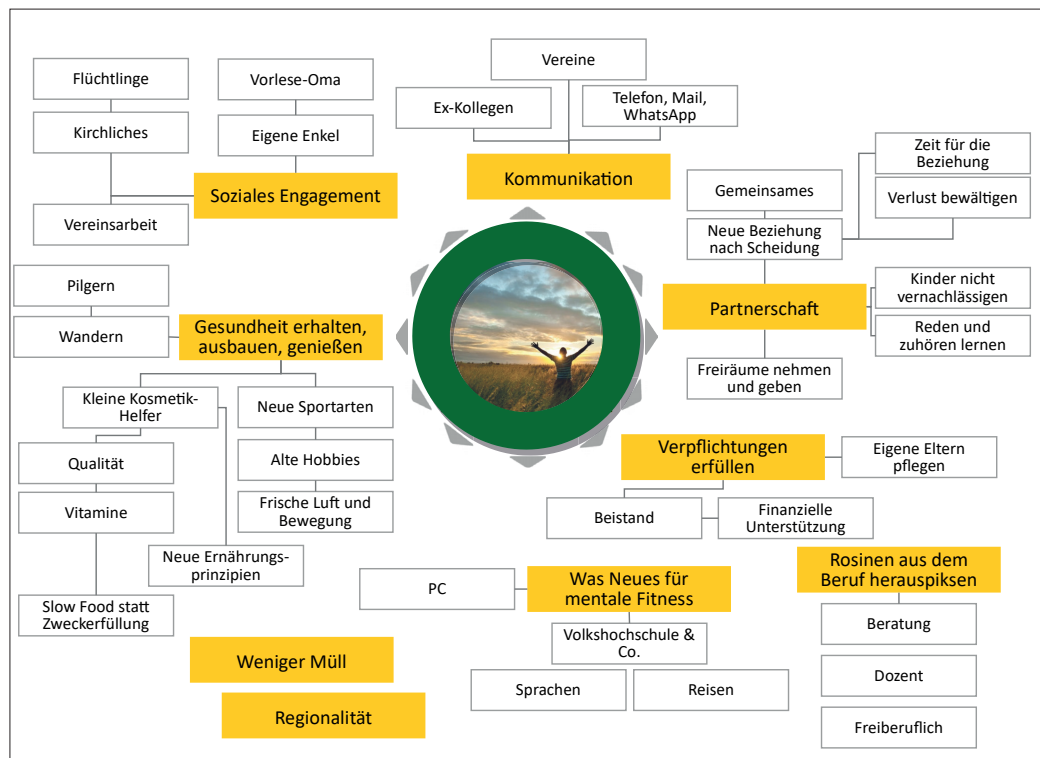 Flüchtlinge
Kirchliches
Vereinsarbeit
Vorlese-Oma
Eigene Enkel
Soziales Engagement
Vereine
Ex-Kollegen
Telefon, Mail,
WhatsApp
Kommunikation
Zeit für die
Beziehung
Verlust bewältigen
Gemeinsames
Neue Beziehung
nach Scheidung
Partnerschaft
Kinder nicht
vernachlässigen
Reden und
zuhören lernen
Freiräume nehmen
und geben
Pilgern
Wandern
Gesundheit erhalten,
ausbauen, genießen
Kleine Kosmetik-
Helfer
Qualität
Vitamine
Slow Food statt
Zweckerfüllung
Neue Ernährungs-
prinzipien
Neue Sportarten
Alte Hobbies
Frische Luft und
Bewegung
Verpflichtungen
erfüllen
Eigene Eltern
pflegen
Beistand
Finanzielle
Unterstützung
Was Neues für
mentale Fitness
PC
Volkshochschule &
Co.
Sprachen
Reisen
Rosinen aus dem
Beruf herauspiksen
Beratung
Dozent
Freiberuflich
Weniger Müll
Regionalität